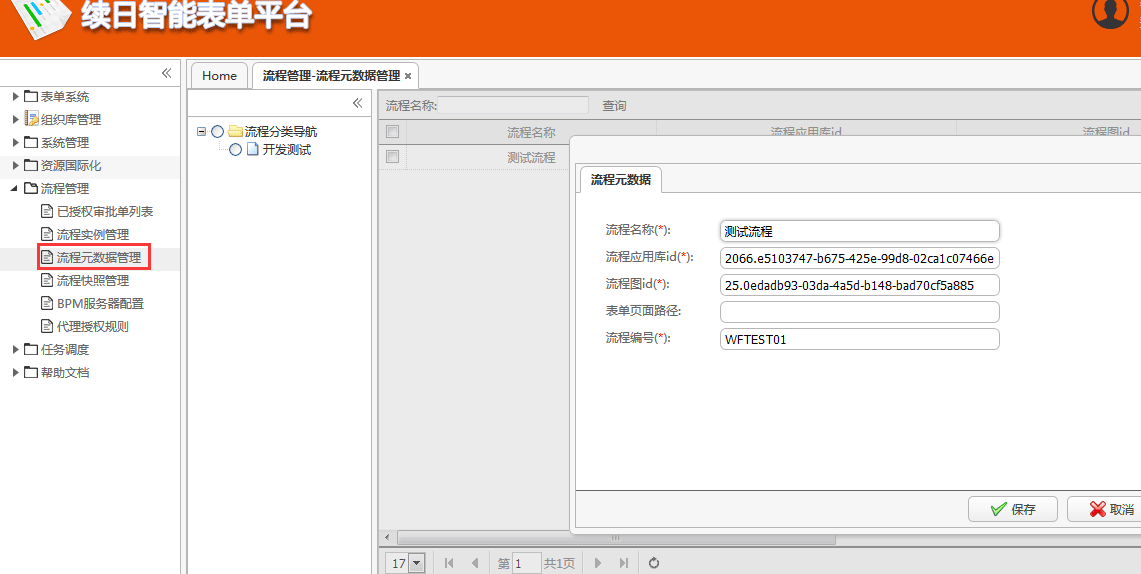 续日智能表单平台
表单系统
组织库管理
系统管理
资源国际化
流程管理
已授权审批单列表
流程实例管理
流程元数据管理
流程快照管理
BPM服务器配置
代理授权规则
任务调度
帮助文档
Home
流程管理-流程元数据管理
流程分类导航
开发测试
流程名称:
查询
流程名称 流程应用库id 流程图id
测试流程
流程元数据
流程名称(*): 测试流程
流程应用库id(*): 2066.e5103747-b675-425e-99d8-02ca1c07466e
流程图id(*): 25.0edadb93-03da-4a5d-b148-bad70cf5a885
表单页面路径:
流程编号(*): WFTEST01
保存 取消
17 第 1 共1页